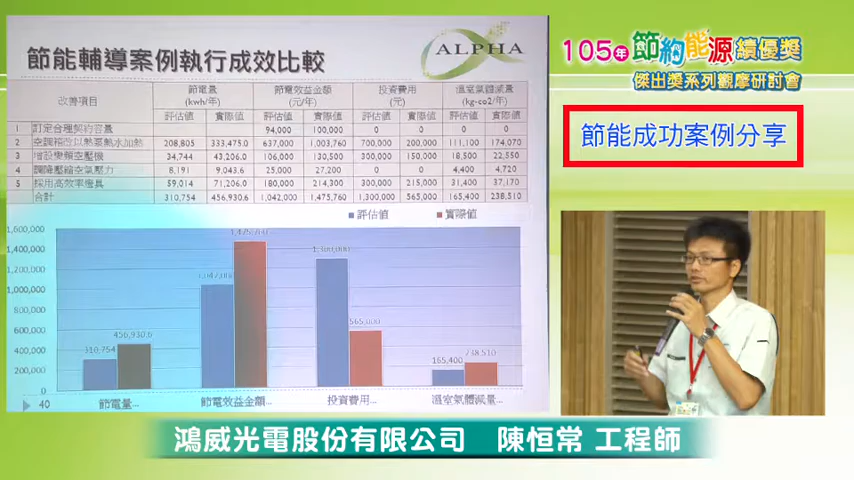 節能輔導案例執行成效比較
ALPHA
105年節約能源績優獎
傑出獎系列觀摩研討會
節能成功案例分享
改善項目 節電量 (kwh/年) 節電效益金額 (元/年) 投資費用 (元) 溫室氣體減量 (kg-co2/年)
評估值 實際值 評估值 實際值 評估值 實際值 評估值 實際值
1 訂定合理契約容量 94,000 100,000 0 0 0 0
2 空調箱改以熱泵熱水加熱 208,805 333,475.0 637,000 1,003,760 700,000 200,000 111,100 174,070
3 增設變頻空壓機 34,744 43,206.0 106,000 130,500 300,000 150,000 18,500 22,550
4 調降壓縮空氣壓力 8,191 9,043.6 25,000 27,200 0 0 4,400 4,720
5 採用高效率燈具 59,014 71,206.0 180,000 214,300 300,000 215,000 31,400 37,170
合計 310,754 456,930.6 1,042,000 1,475,760 1,300,000 565,000 165,400 238,510
評估值 實際值
1,600,000
1,400,000
1,200,000
1,000,000
800,000
600,000
400,000
200,000
0
310,754 456,930.6 1,475,760 565,000 165,400 238,510
節電量... 節電效益金額... 投資費用... 溫室氣體減量...
40
鴻威光電股份有限公司 陳恒常 工程師